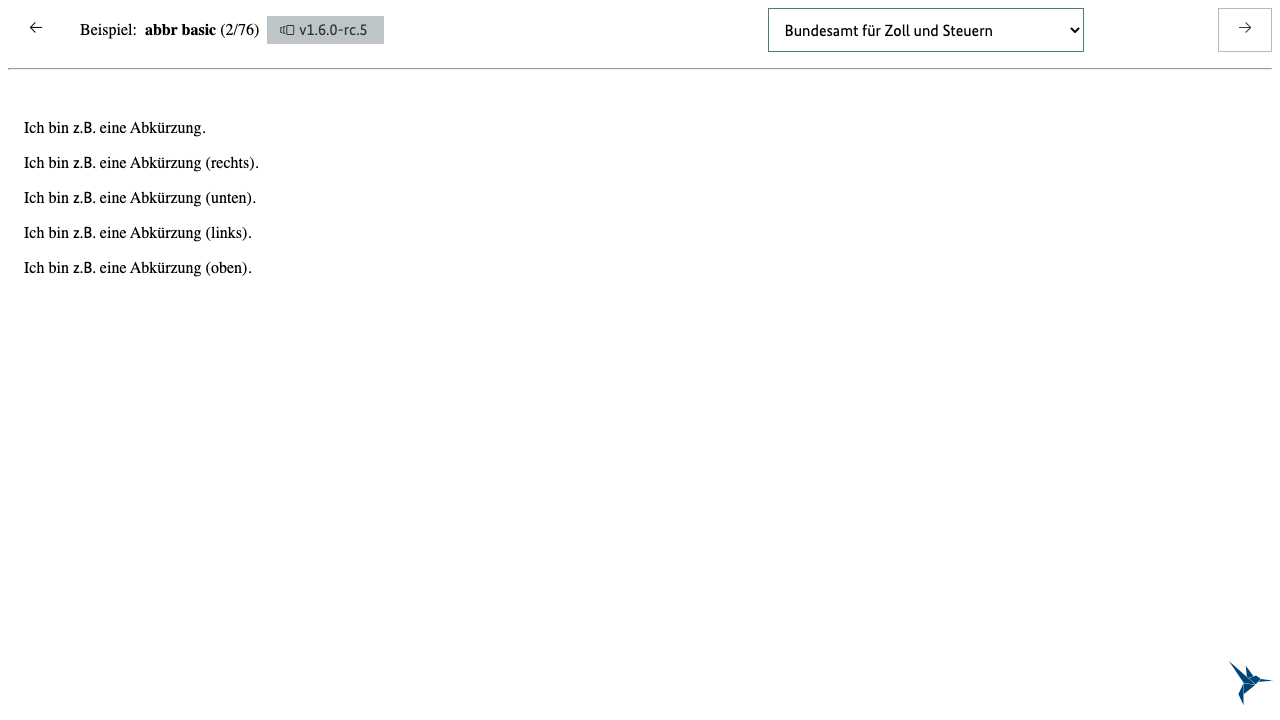 Beispiel: abbr basic (2/76) v1.6.0-rc.5 Bundesamt für Zoll und Steuern
Ich bin z.B. eine Abkürzung.
Ich bin z.B. eine Abkürzung (rechts).
Ich bin z.B. eine Abkürzung (unten).
Ich bin z.B. eine Abkürzung (links).
Ich bin z.B. eine Abkürzung (oben).